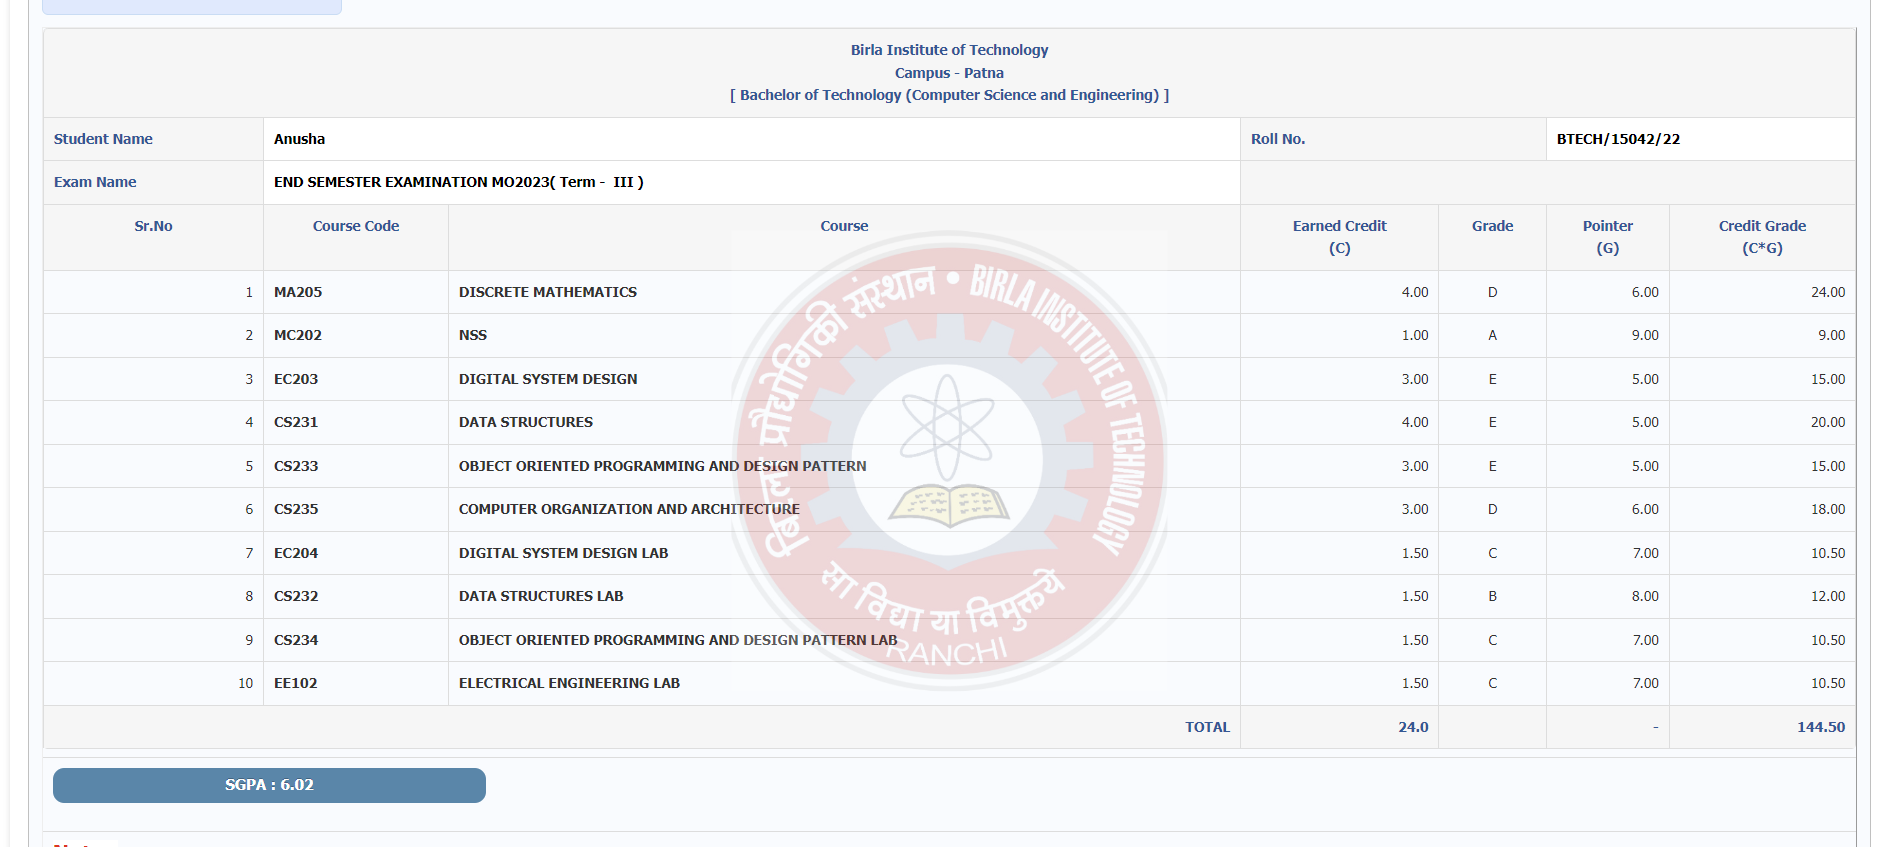 Birla Institute of Technology
Campus - Patna
[ Bachelor of Technology (Computer Science and Engineering) ]
Student Name Anusha Roll No. BTECH/15042/22
Exam Name END SEMESTER EXAMINATION MO2023( Term - III )
Sr.No Course Code Course Earned Credit (C) Grade Pointer (G) Credit Grade (C*G)
1 MA205 DISCRETE MATHEMATICS 4.00 D 6.00 24.00
2 MC202 NSS 1.00 A 9.00 9.00
3 EC203 DIGITAL SYSTEM DESIGN 3.00 E 5.00 15.00
4 CS231 DATA STRUCTURES 4.00 E 5.00 20.00
5 CS233 OBJECT ORIENTED PROGRAMMING AND DESIGN PATTERN 3.00 E 5.00 15.00
6 CS235 COMPUTER ORGANIZATION AND ARCHITECTURE 3.00 D 6.00 18.00
7 EC204 DIGITAL SYSTEM DESIGN LAB 1.50 C 7.00 10.50
8 CS232 DATA STRUCTURES LAB 1.50 B 8.00 12.00
9 CS234 OBJECT ORIENTED PROGRAMMING AND DESIGN PATTERN LAB 1.50 C 7.00 10.50
10 EE102 ELECTRICAL ENGINEERING LAB 1.50 C 7.00 10.50
TOTAL 24.0 - 144.50
SGPA : 6.02
बिरला प्रौद्योगिकी संस्थान • BIRLA INSTITUTE OF TECHNOLOGY
सा विद्या या विमुक्तये
RANCHI